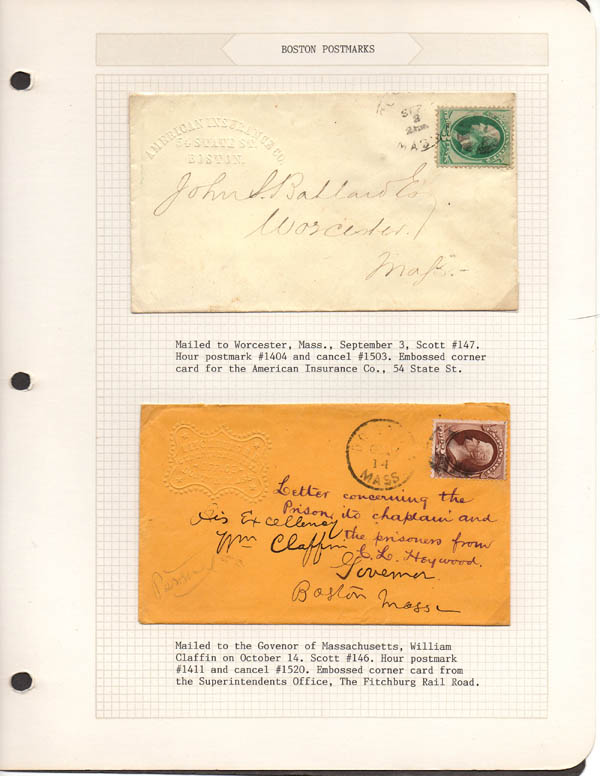 BOSTON POSTMARKS
AMERICAN INSURANCE CO.
54 STATE ST.
BOSTON.
John S. Ballard Esq
Worcester
Mass.
Mailed to Worcester, Mass., September 3, Scott #147.
Hour postmark #1404 and cancel #1503. Embossed corner
card for the American Insurance Co., 54 State St.
14
MASS
Letter concerning the
Prison, its chaplain and
the prisoners from
C. L. Heywood.
His Excellency
Wm Claffin
Governor
Boston Mass
Mailed to the Govenor of Massachusetts, William
Claffin on October 14. Scott #146. Hour postmark
#1411 and cancel #1520. Embossed corner card from
the Superintendents Office, The Fitchburg Rail Road.